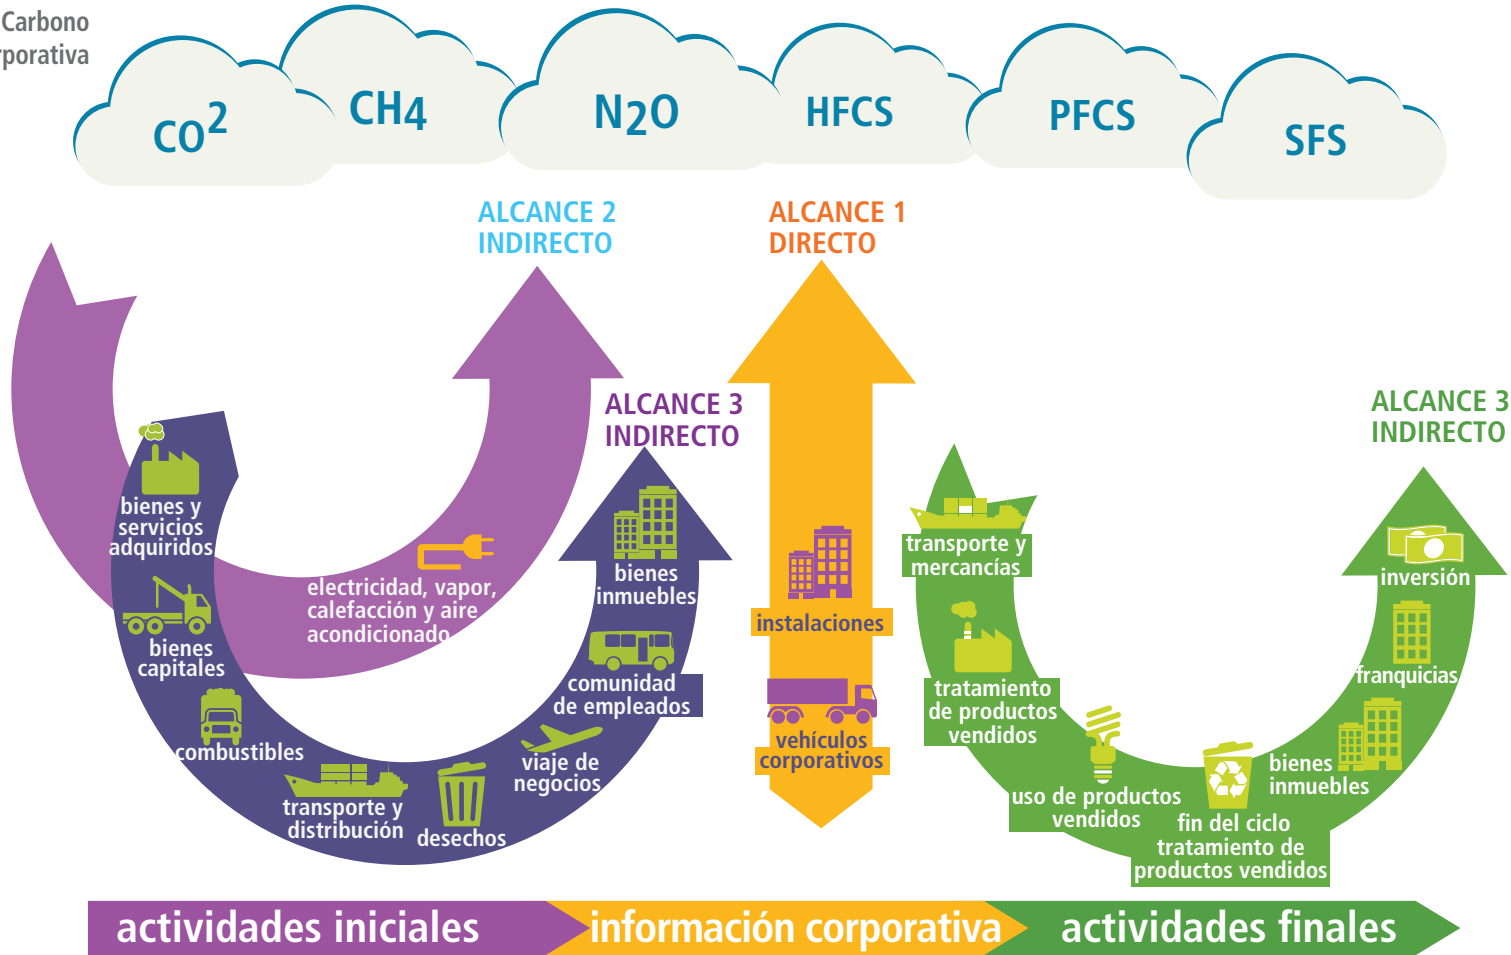 Carbono
rporativa
CO2
CH4
N2O
HFCS
PFCS
SFS
ALCANCE 2
INDIRECTO
ALCANCE 1
DIRECTO
ALCANCE 3
INDIRECTO
ALCANCE 3
INDIRECTO
bienes y
servicios
adquiridos
bienes
capitales
combustibles
transporte y
distribución
desechos
viaje de
negocios
comunidad
de empleados
bienes
inmuebles
electricidad, vapor,
calefacción y aire
acondicionado
instalaciones
vehículos
corporativos
transporte y
mercancías
tratamiento
de productos
vendidos
uso de productos
vendidos
fin del ciclo
tratamiento de
productos vendidos
bienes
inmuebles
franquicias
inversión
actividades iniciales
información corporativa
actividades finales